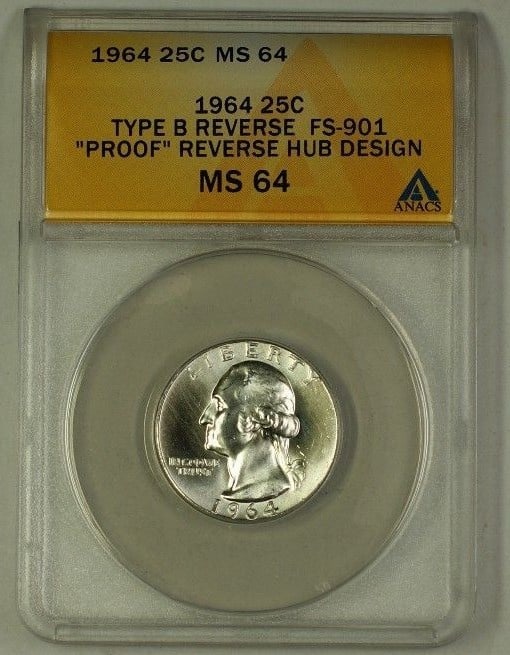 1964 25C MS 64
1964 25C
TYPE B REVERSE FS-901
"PROOF" REVERSE HUB DESIGN
MS 64
ANACS
LIBERTY
IN GOD WE
TRUST
1964